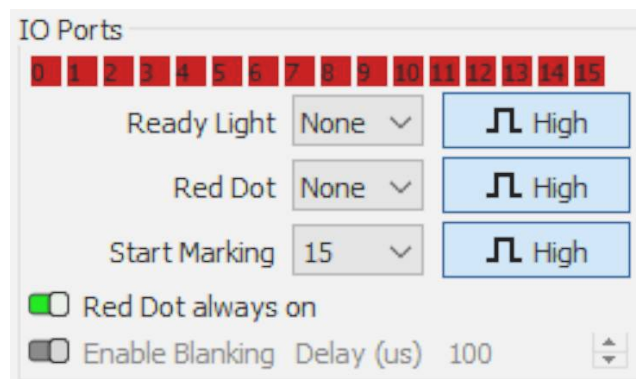 IO Ports
0 1 2 3 4 5 6 7 8 9 10 11 12 13 14 15
Ready Light None High
Red Dot None High
Start Marking 15 High
Red Dot always on
Enable Blanking Delay (us) 100